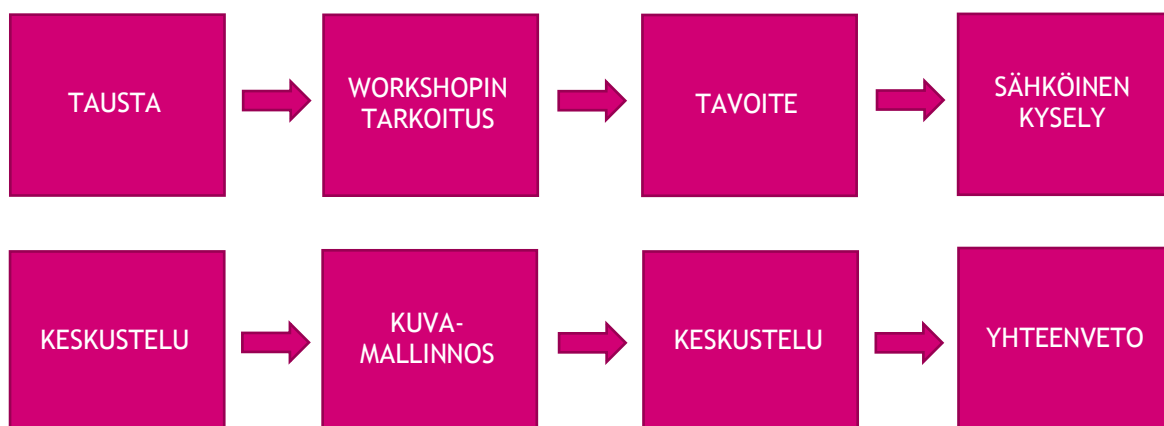 TAUSTA
WORKSHOPIN
TARKOITUS
TAVOITE
SÄHKÖINEN
KYSELY
KESKUSTELU
KUVA-
MALLINNOS
KESKUSTELU
YHTEENVETO